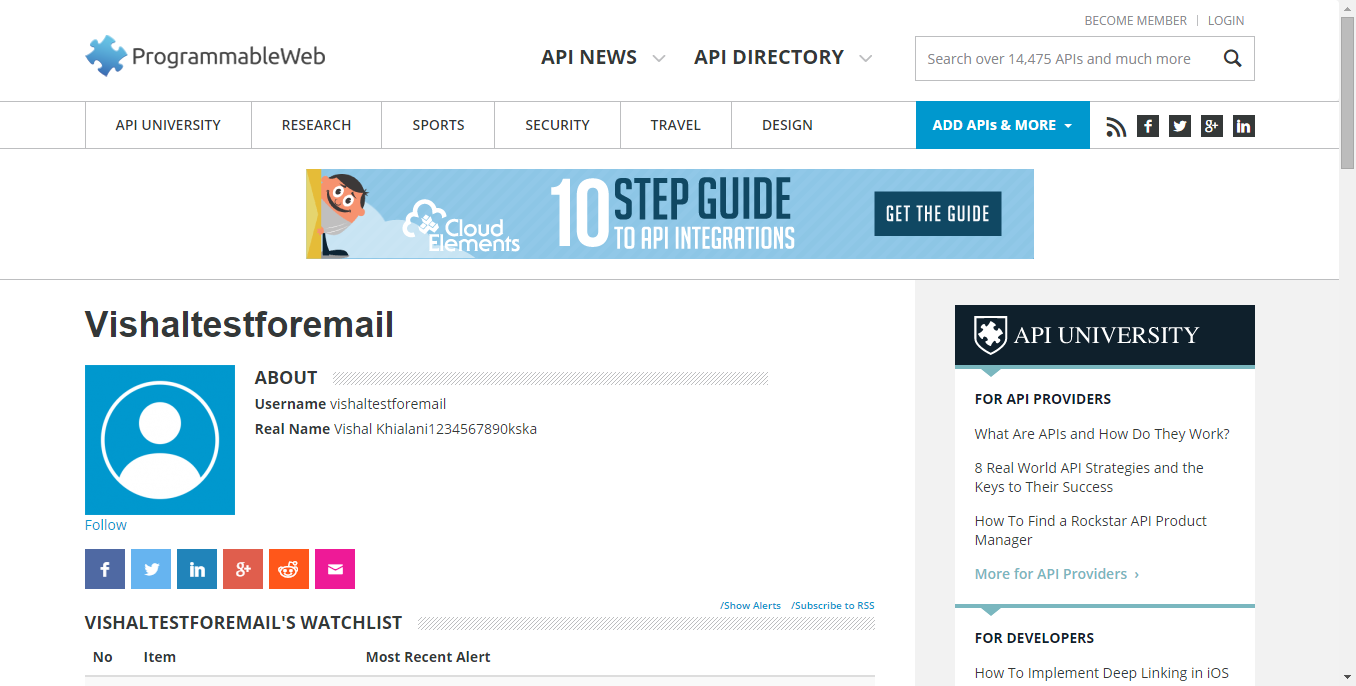 BECOME MEMBER | LOGIN
ProgrammableWeb
API NEWS
API DIRECTORY
Search over 14,475 APIs and much more
API UNIVERSITY
RESEARCH
SPORTS
SECURITY
TRAVEL
DESIGN
ADD APIs & MORE
Cloud Elements
10 STEP GUIDE
TO API INTEGRATIONS
GET THE GUIDE
Vishaltestforemail
ABOUT
Username vishaltestforemail
Real Name Vishal Khialani1234567890kska
Follow
/Show Alerts /Subscribe to RSS
VISHALTESTFOREMAIL'S WATCHLIST
No Item Most Recent Alert
API UNIVERSITY
FOR API PROVIDERS
What Are APIs and How Do They Work?
8 Real World API Strategies and the
Keys to Their Success
How To Find a Rockstar API Product
Manager
More for API Providers ›
FOR DEVELOPERS
How To Implement Deep Linking in iOS